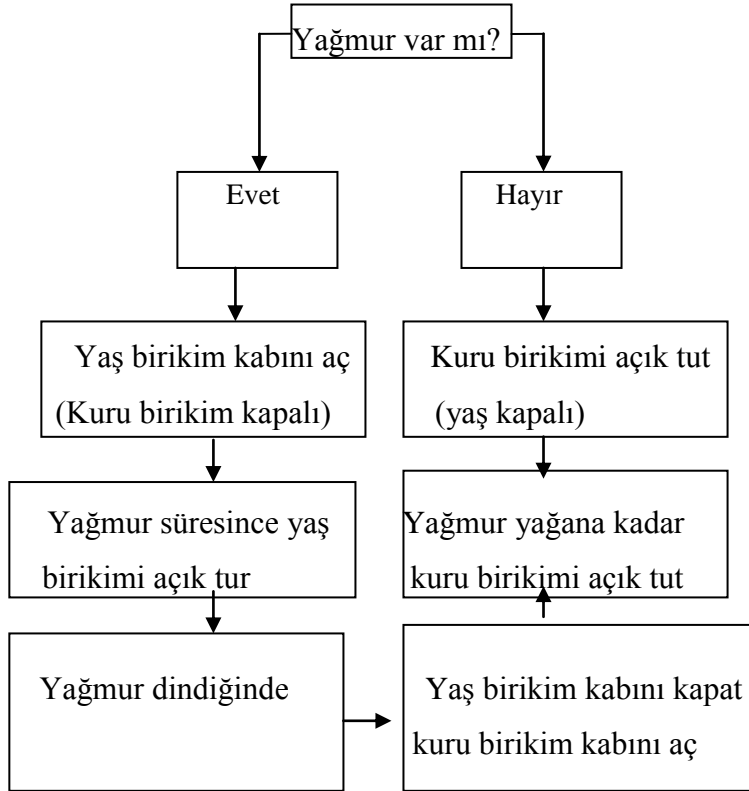 Yağmur var mı?
Evet
Hayır
Yaş birikim kabını aç
(Kuru birikim kapalı)
Kuru birikimi açık tut
(yaş kapalı)
Yağmur süresince yaş
birikimi açık tur
Yağmur yağana kadar
kuru birikimi açık tut
Yağmur dindiğinde
Yaş birikim kabını kapat
kuru birikim kabını aç